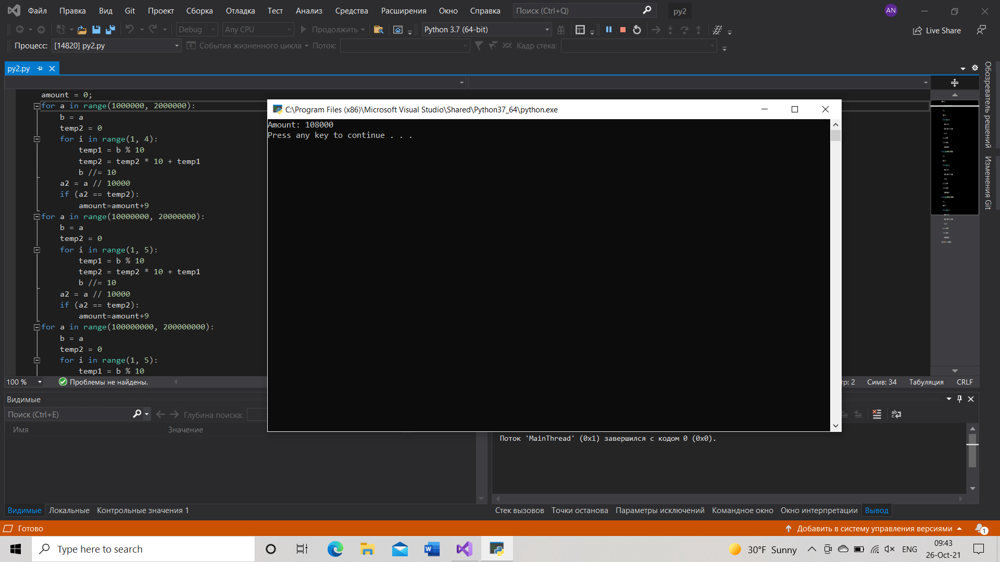 Файл Правка Вид Git Проект Сборка Отладка Тест Анализ Средства Расширения Окно Справка Поиск (Ctrl+Q) py2 AN
Debug Any CPU Продолжить Python 3.7 (64-bit) Live Share
Процесс: [14820] py2.py События жизненного цикла Поток: Кадр стека:
py2.py
amount = 0;
for a in range(1000000, 2000000):
b = a
temp2 = 0
for i in range(1, 4):
temp1 = b % 10
temp2 = temp2 * 10 + temp1
b //= 10
a2 = a // 10000
if (a2 == temp2):
amount=amount+9
for a in range(10000000, 20000000):
b = a
temp2 = 0
for i in range(1, 5):
temp1 = b % 10
temp2 = temp2 * 10 + temp1
b //= 10
a2 = a // 10000
if (a2 == temp2):
amount=amount+9
for a in range(100000000, 200000000):
b = a
temp2 = 0
for i in range(1, 5):
temp1 = b % 10
C:\Program Files (x86)\Microsoft Visual Studio\Shared\Python37_64\python.exe
Amount: 108000
Press any key to continue . . .
Обозреватель решений
Изменения Git
100 % Проблемы не найдены. тр: 2 Симв: 34 Табуляция CRLF
Видимые
Поиск (Ctrl+E) Глубина поиска:
Имя Значение
Поток 'MainThread' (0x1) завершился с кодом 0 (0x0).
Видимые Локальные Контрольные значения 1
Стек вызовов Точки останова Параметры исключений Командное окно Окно интерпретации Вывод
Готово Добавить в систему управления версиями 1
Type here to search 30°F Sunny ENG 09:43
26-Oct-21